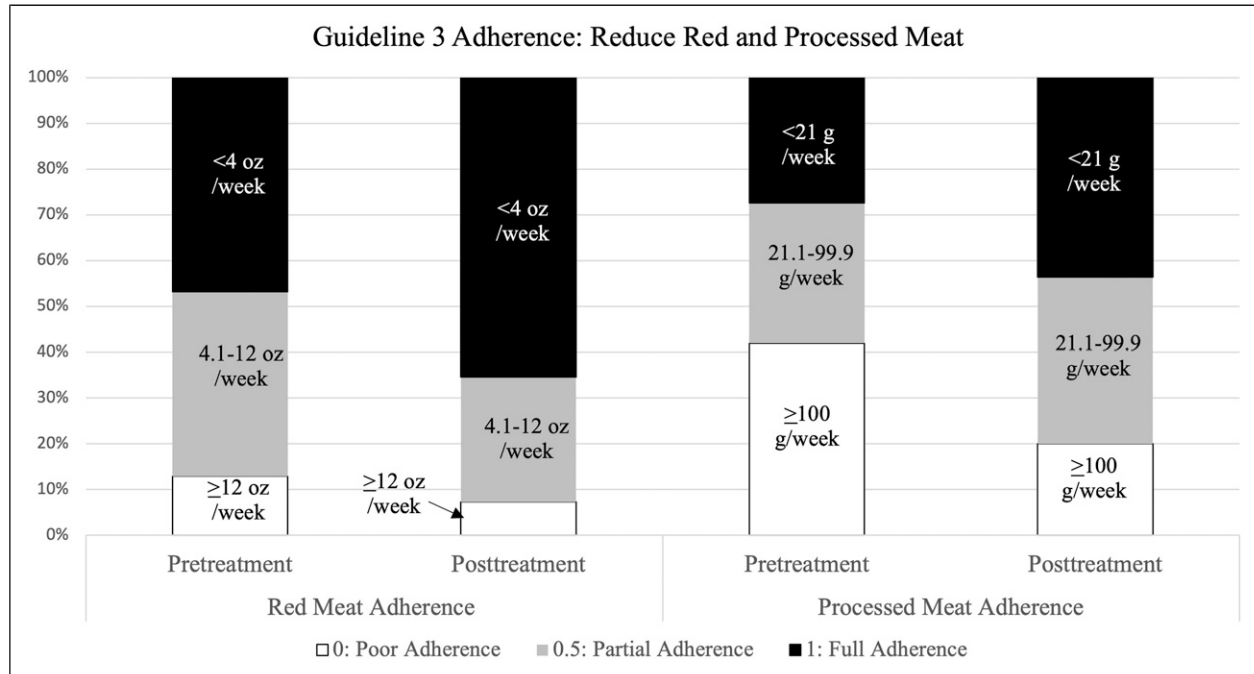 Guideline 3 Adherence: Reduce Red and Processed Meat
100%
90%
80%
70%
60%
50%
40%
30%
20%
10%
0%
<4 oz
/week
4.1-12 oz
/week
≥12 oz
/week
<4 oz
/week
4.1-12 oz
/week
≥12 oz
/week
<21 g
/week
21.1-99.9
g/week
≥100
g/week
<21 g
/week
21.1-99.9
g/week
≥100
g/week
Pretreatment
Posttreatment
Pretreatment
Posttreatment
Red Meat Adherence
Processed Meat Adherence
0: Poor Adherence
0.5: Partial Adherence
1: Full Adherence